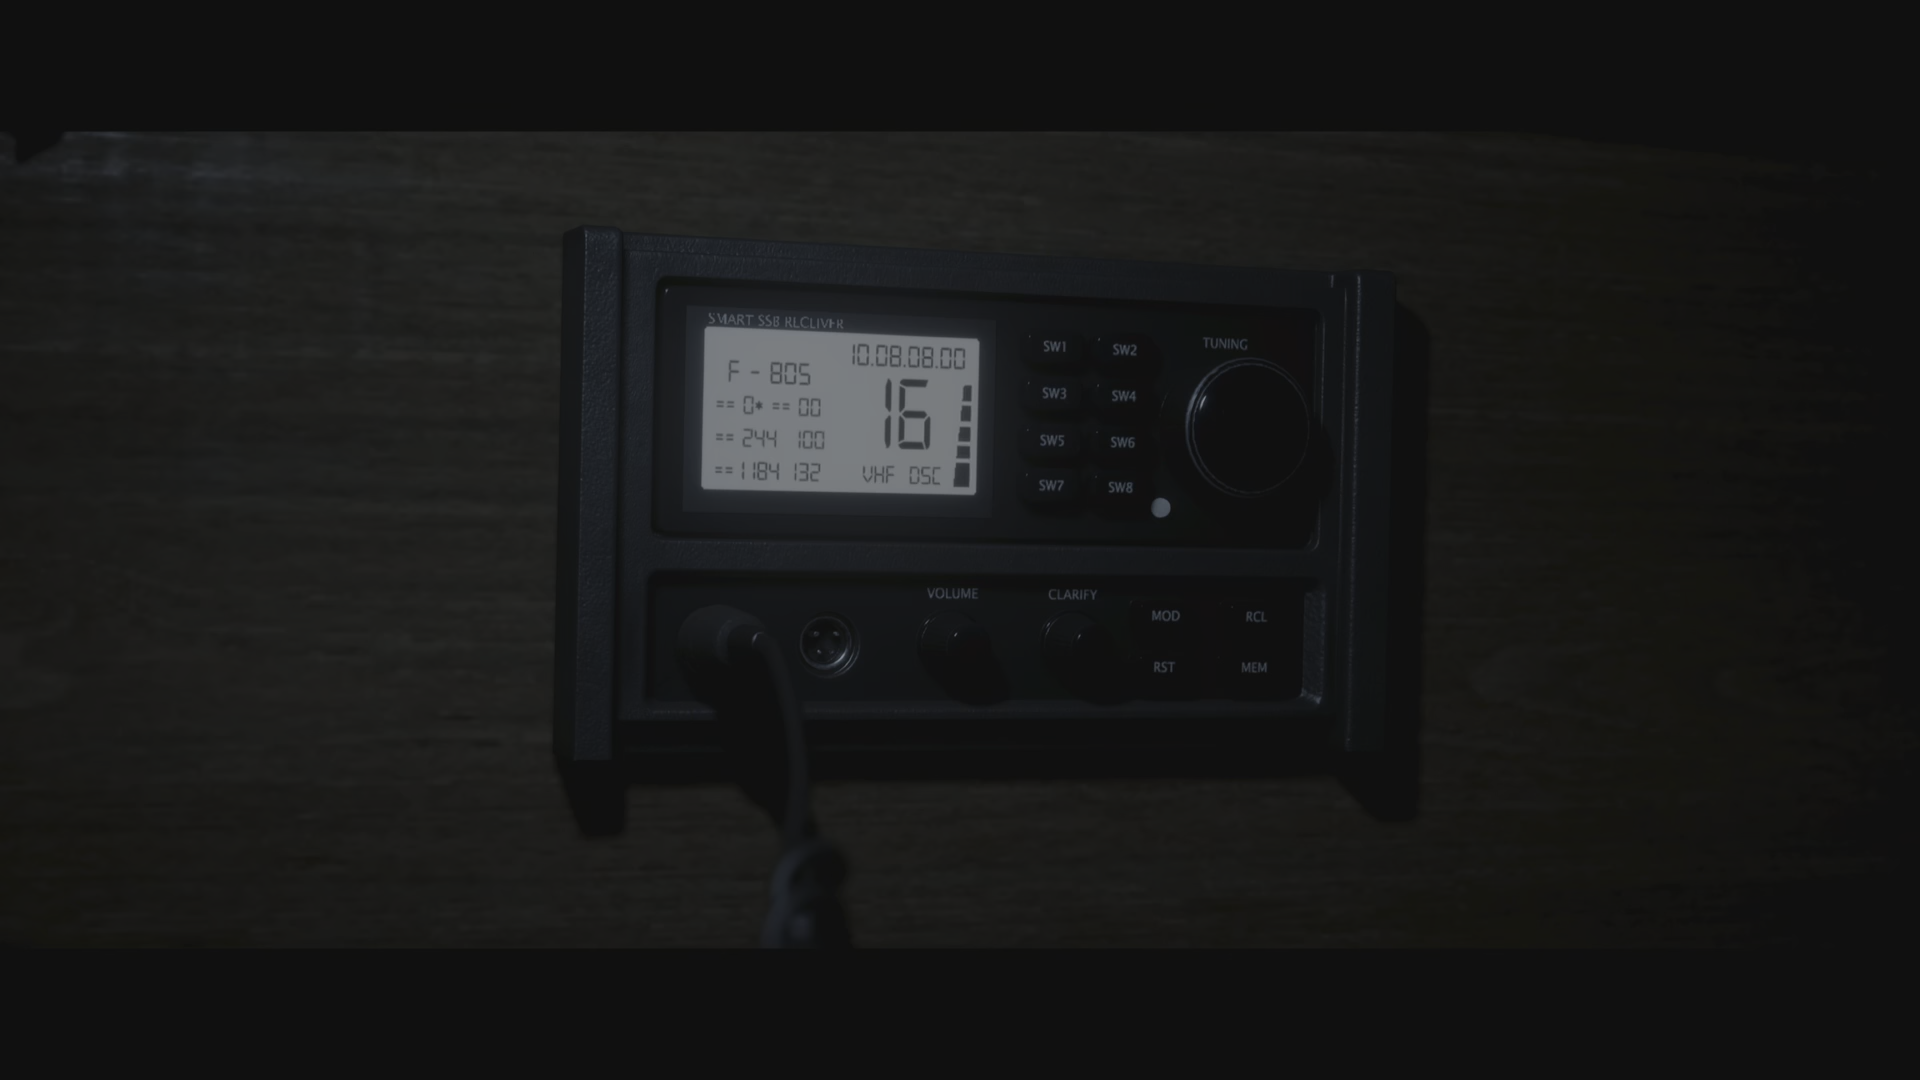 SMART SSB RECEIVER
10.08.08.00
F - 805
16
== 0* == 00
== 244 100
== 1184 132
VHF DSC
SW1 SW2
SW3 SW4
SW5 SW6
SW7 SW8
TUNING
VOLUME
CLARIFY
MOD RCL
RST MEM